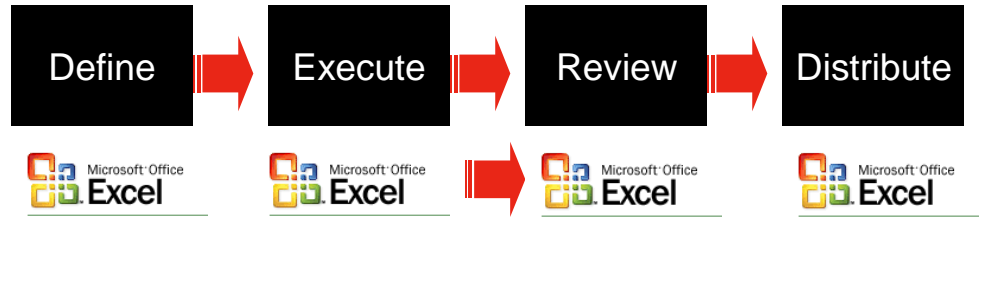 Define
Execute
Review
Distribute
Microsoft Office
Excel
Microsoft Office
Excel
Microsoft Office
Excel
Microsoft Office
Excel